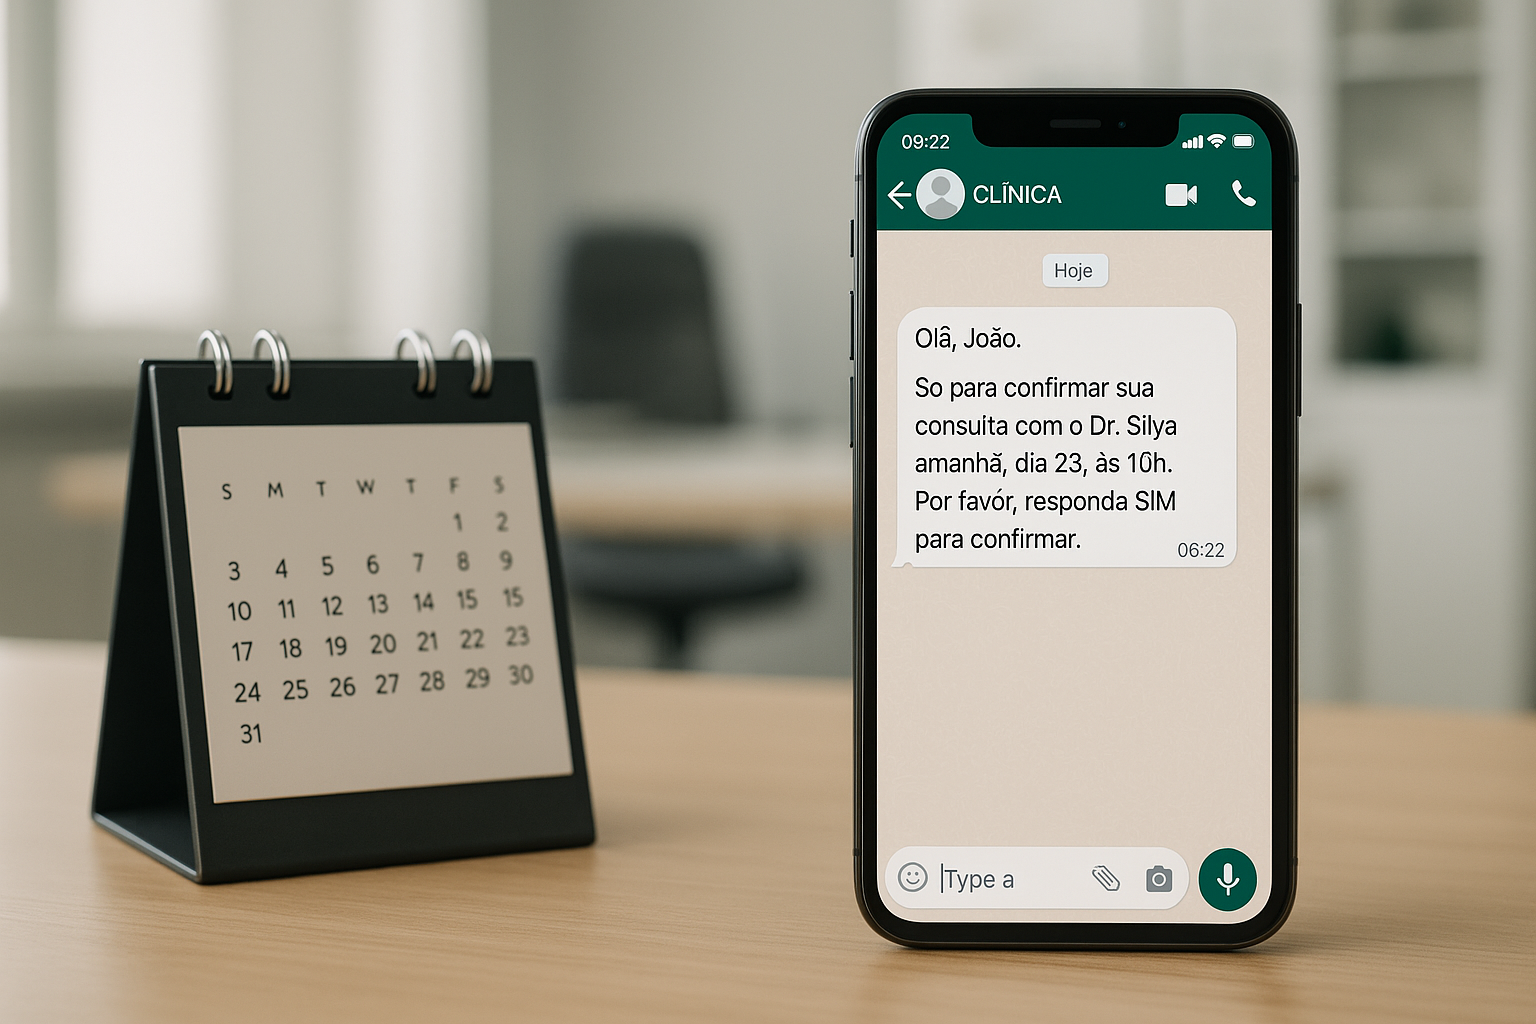 S M T W T F S
1 2
3 4 5 6 7 8 9
10 11 12 13 14 15 15
17 18 19 20 21 22 23
24 25 26 27 28 29 30
31
09:22
CLĨNICA
Hoje
Olâ, João.
So para confirmar sua
consuita com o Dr. Silya
amanhã, dia 23, às 10h.
Por favór, responda SIM
para confirmar.
06:22
Type a